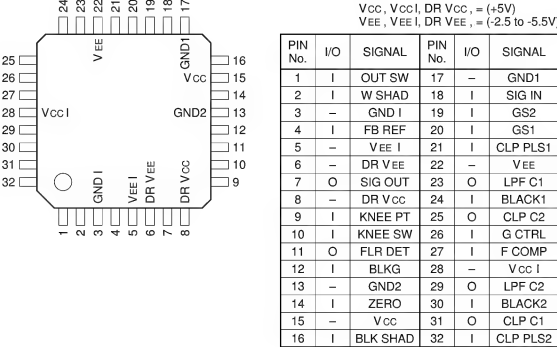 24 23 22 21 20 19 18 17
VEE
GND1
25
26
27
28
29
30
31
32
VCC I
VCC
GND2
16
15
14
13
12
11
10
9
GND I
VEE I
DR VEE
DR VCC
1 2 3 4 5 6 7 8
VCC, VCC I, DR VCC, = (+5V)
VEE, VEE I, DR VEE, = (-2.5 to -5.5V)
PIN No. I/O SIGNAL PIN No. I/O SIGNAL
1 I OUT SW 17 – GND1
2 I W SHAD 18 I SIG IN
3 – GND I 19 I GS2
4 I FB REF 20 I GS1
5 – VEE I 21 I CLP PLS1
6 – DR VEE 22 – VEE
7 O SIG OUT 23 O LPF C1
8 – DR VCC 24 I BLACK1
9 I KNEE PT 25 O CLP C2
10 I KNEE SW 26 I G CTRL
11 O FLR DET 27 I F COMP
12 I BLKG 28 – VCC I
13 – GND2 29 O LPF C2
14 I ZERO 30 I BLACK2
15 – VCC 31 O CLP C1
16 I BLK SHAD 32 I CLP PLS2